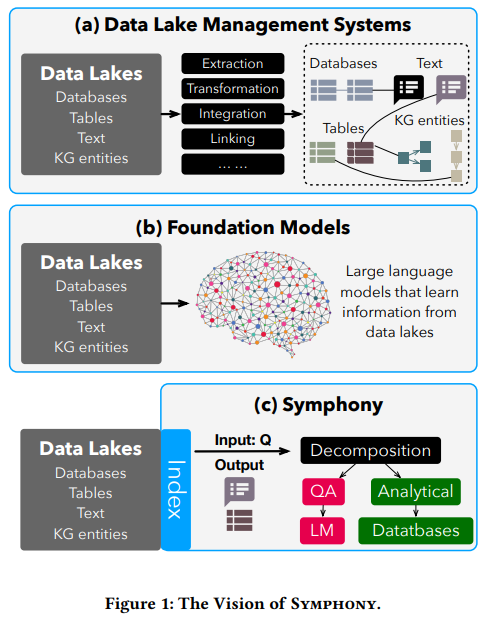 (a) Data Lake Management Systems
Data Lakes
Databases
Tables
Text
KG entities
Extraction
Transformation
Integration
Linking
... ...
Databases
Text
Tables
KG entities
(b) Foundation Models
Data Lakes
Databases
Tables
Text
KG entities
Large language
models that learn
information from
data lakes
(c) Symphony
Data Lakes
Databases
Tables
Text
KG entities
Index
Input: Q
Output
Decomposition
QA
Analytical
LM
Datatbases
Figure 1: The Vision of SYMPHONY.